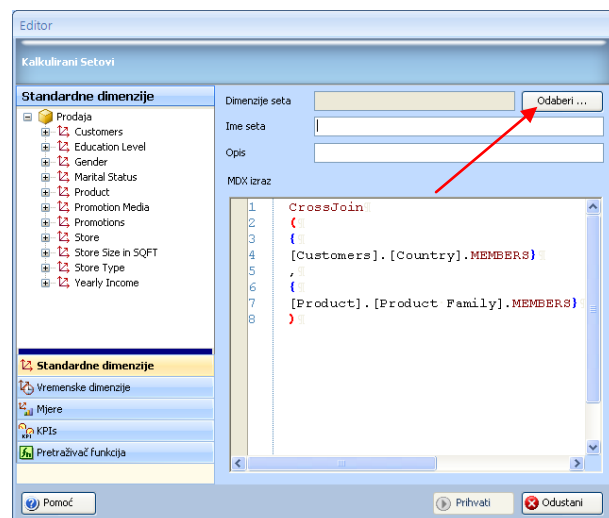 Editor
Kalkulirani Setovi
Standardne dimenzije
Prodaja
Customers
Education Level
Gender
Marital Status
Product
Promotion Media
Promotions
Store
Store Size in SQFT
Store Type
Yearly Income
Standardne dimenzije
Vremenske dimenzije
Mjere
KPI KPIs
fn Pretraživač funkcija
Dimenzije seta
Odaberi ...
Ime seta
Opis
MDX izraz
1 CrossJoin
2 (
3 {
4 [Customers].[Country].MEMBERS}
5 ,
6 {
7 [Product].[Product Family].MEMBERS}
8 )
? Pomoć
Prihvati
Odustani